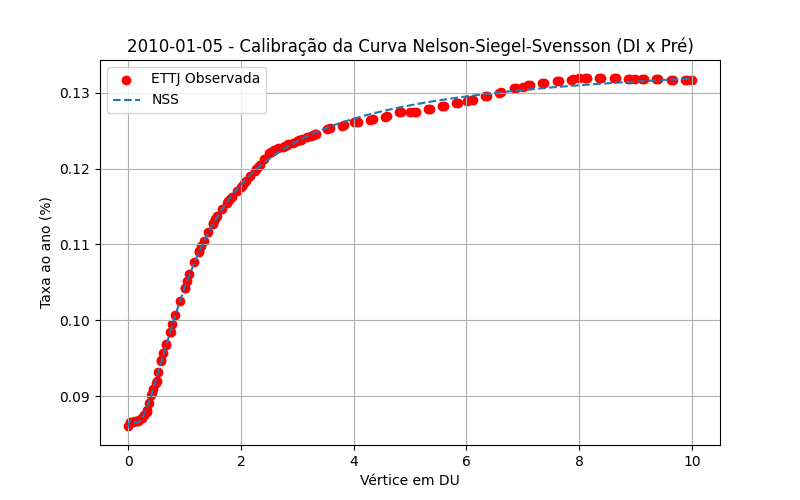 2010-01-05 - Calibração da Curva Nelson-Siegel-Svensson (DI x Pré)
ETTJ Observada
NSS
Taxa ao ano (%)
0.13
0.12
0.11
0.10
0.09
0 2 4 6 8 10
Vértice em DU